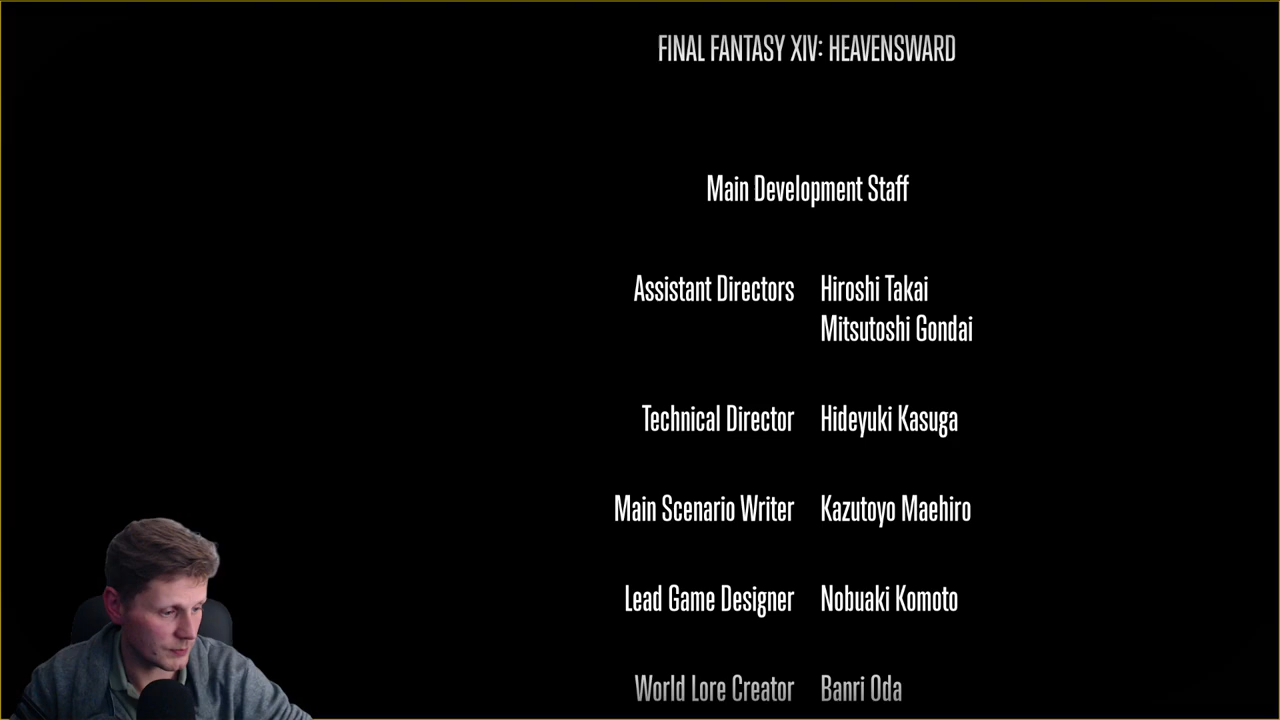 FINAL FANTASY XIV: HEAVENSWARD
Main Development Staff
Assistant Directors Hiroshi Takai
Mitsutoshi Gondai
Technical Director Hideyuki Kasuga
Main Scenario Writer Kazutoyo Maehiro
Lead Game Designer Nobuaki Komoto
World Lore Creator Banri Oda